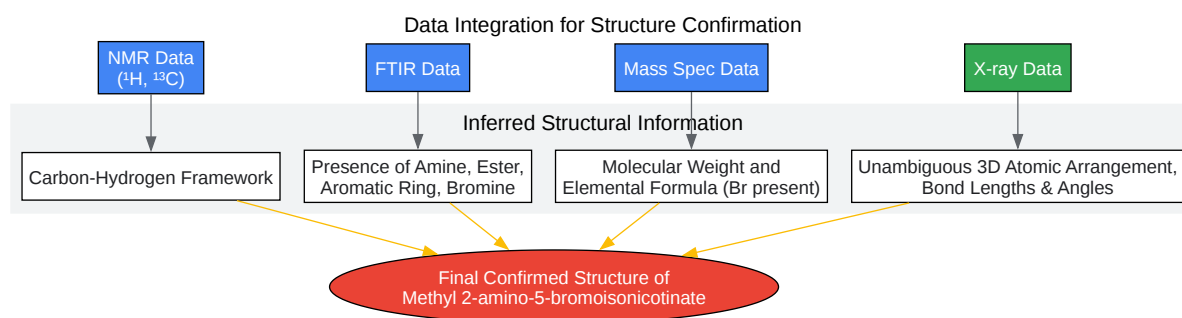 Data Integration for Structure Confirmation
NMR Data
(¹H, ¹³C)
FTIR Data
Mass Spec Data
X-ray Data
Inferred Structural Information
Carbon-Hydrogen Framework
Presence of Amine, Ester,
Aromatic Ring, Bromine
Molecular Weight and
Elemental Formula (Br present)
Unambiguous 3D Atomic Arrangement,
Bond Lengths & Angles
Final Confirmed Structure of
Methyl 2-amino-5-bromoisonicotinate